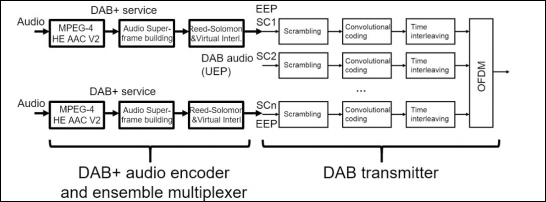 DAB+ service
EEP
Audio
MPEG-4
HE AAC V2
Audio Super-
frame building
Reed-Solomon
&Virtual Interl.
SC1
Scrambling
Convolutional
coding
Time
interleaving
DAB audio
(UEP)
SC2
Scrambling
Convolutional
coding
Time
interleaving
OFDM
...
DAB+ service
Audio
MPEG-4
HE AAC V2
Audio Super-
frame building
Reed-Solomon
&Virtual Interl.
SCn
EEP
Scrambling
Convolutional
coding
Time
interleaving
DAB+ audio encoder
and ensemble multiplexer
DAB transmitter